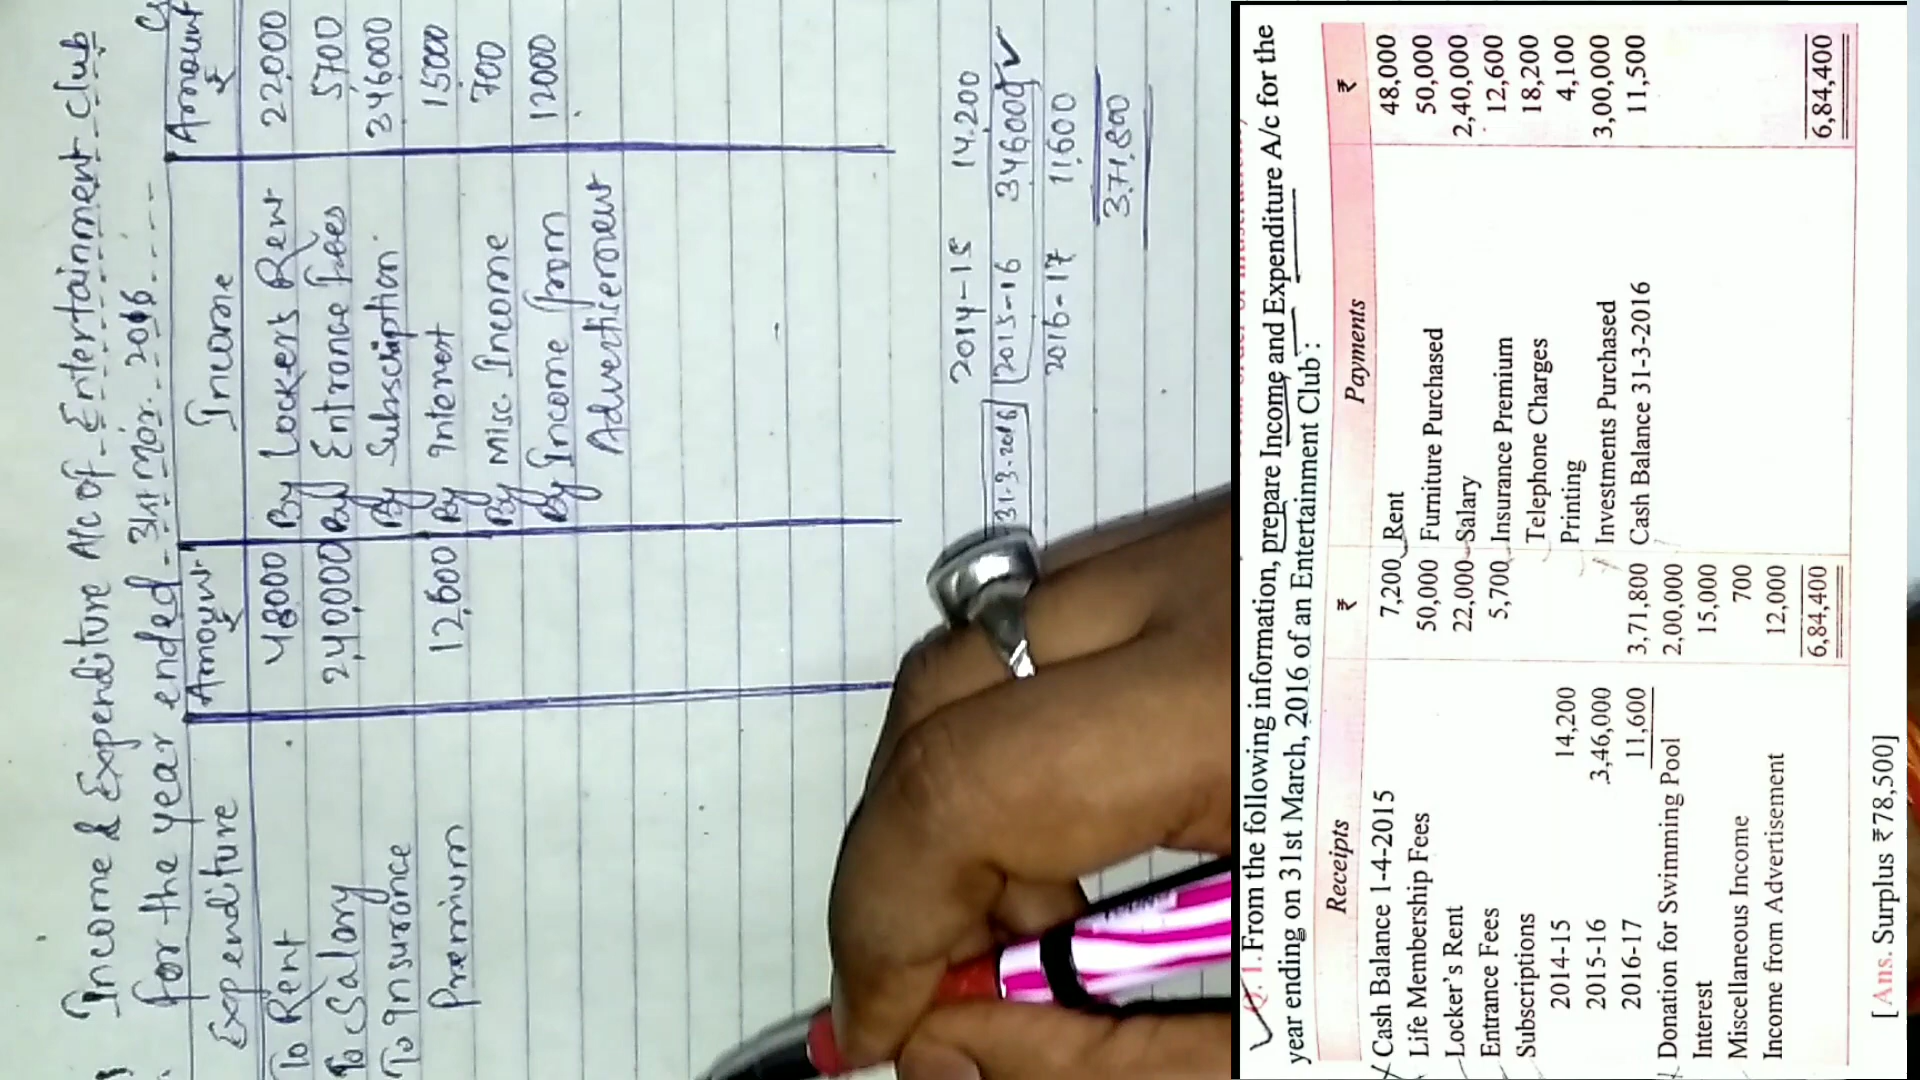 Income & Expenditure A/c of Entertainment Club
for the year ended 31st Mar. 2016
Expenditure Amount ₹ Income Amount ₹
To Rent 48000 By Lockers Rent 22000
To Salary 240,000 By Entrance fees 5700
To Insurance By Subscription 346000
Premium 12,600 By Interest 15000
By Misc. Income 700
By Income from 12000
Advertisement
2014-15 14,200
31-3-2016 2015-16 346000
2016-17 11,600
3,71,800
Q. 1. From the following information, prepare Income and Expenditure A/c for the
year ending on 31st March, 2016 of an Entertainment Club :
Receipts ₹ Payments ₹
Cash Balance 1-4-2015 7,200 Rent 48,000
Life Membership Fees 50,000 Furniture Purchased 50,000
Locker's Rent 22,000 Salary 2,40,000
Entrance Fees 5,700 Insurance Premium 12,600
Subscriptions Telephone Charges 18,200
2014-15 14,200 Printing 4,100
2015-16 3,46,000 Investments Purchased 3,00,000
2016-17 11,600 3,71,800 Cash Balance 31-3-2016 11,500
Donation for Swimming Pool 2,00,000
Interest 15,000
Miscellaneous Income 700
Income from Advertisement 12,000
6,84,400 6,84,400
[Ans. Surplus ₹ 78,500]